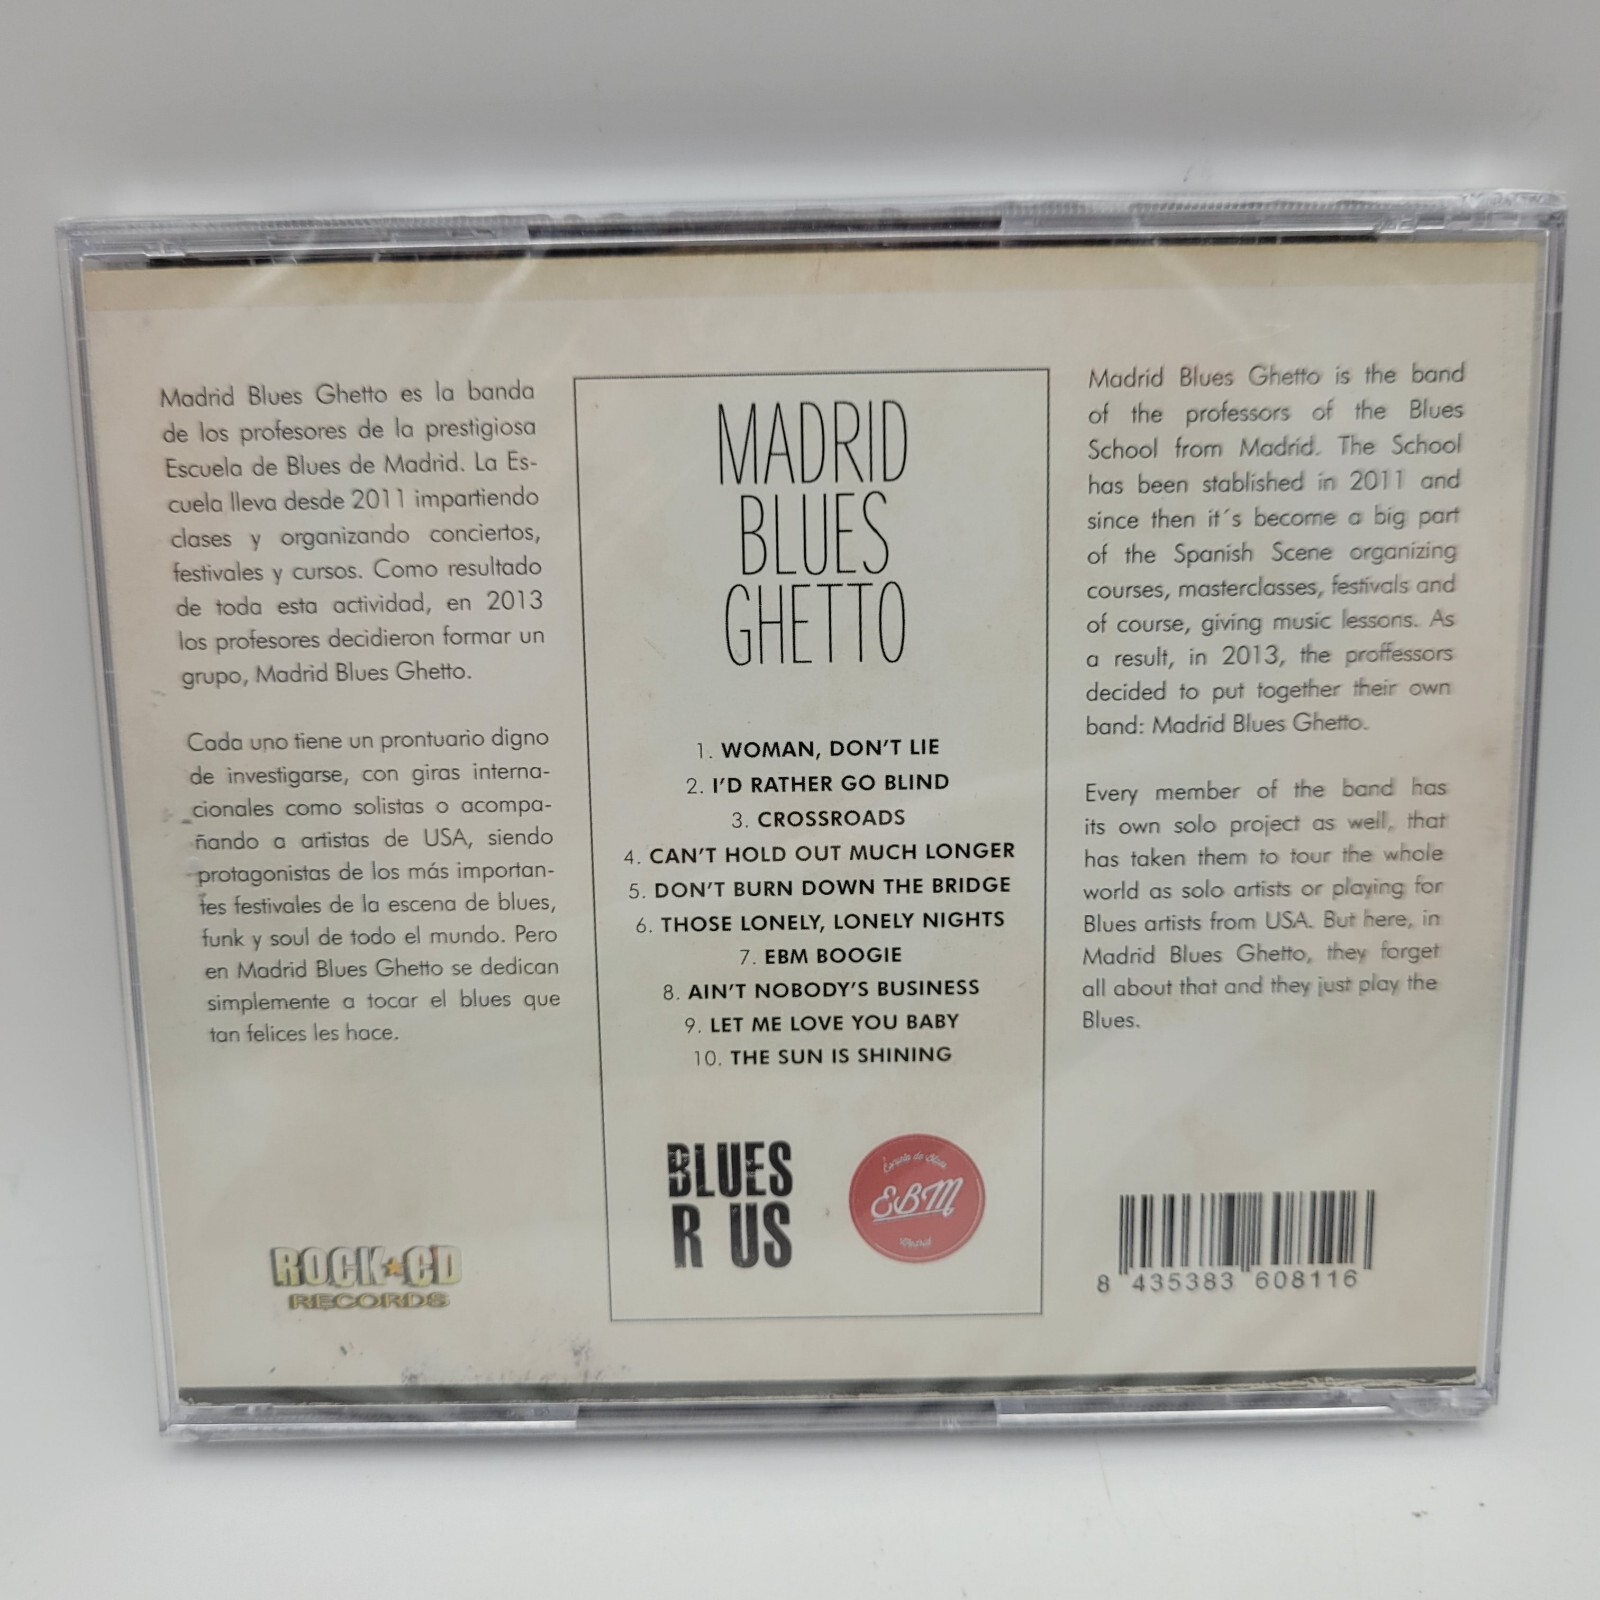 Madrid Blues Ghetto es la banda
de los profesores de la prestigiosa
Escuela de Blues de Madrid. La Es-
cuela lleva desde 2011 impartiendo
clases y organizando conciertos,
festivales y cursos. Como resultado
de toda esta actividad, en 2013
los profesores decidieron formar un
grupo, Madrid Blues Ghetto.
Cada uno tiene un prontuario digno
de investigarse, con giras interna-
cionales como solistas o acompa-
ñando a artistas de USA, siendo
protagonistas de los más importan-
tes festivales de la escena de blues,
funk y soul de todo el mundo. Pero
en Madrid Blues Ghetto se dedican
simplemente a tocar el blues que
tan felices les hace.
ROCK★CD
RECORDS
MADRID
BLUES
GHETTO
1. WOMAN, DON'T LIE
2. I'D RATHER GO BLIND
3. CROSSROADS
4. CAN'T HOLD OUT MUCH LONGER
5. DON'T BURN DOWN THE BRIDGE
6. THOSE LONELY, LONELY NIGHTS
7. EBM BOOGIE
8. AIN'T NOBODY'S BUSINESS
9. LET ME LOVE YOU BABY
10. THE SUN IS SHINING
BLUES
R US
Escuela de Blues
EBM
Madrid
Madrid Blues Ghetto is the band
of the professors of the Blues
School from Madrid. The School
has been stablished in 2011 and
since then it´s become a big part
of the Spanish Scene organizing
courses, masterclasses, festivals and
of course, giving music lessons. As
a result, in 2013, the proffessors
decided to put together their own
band: Madrid Blues Ghetto.
Every member of the band has
its own solo project as well, that
has taken them to tour the whole
world as solo artists or playing for
Blues artists from USA. But here, in
Madrid Blues Ghetto, they forget
all about that and they just play the
Blues.
8 435383 608116